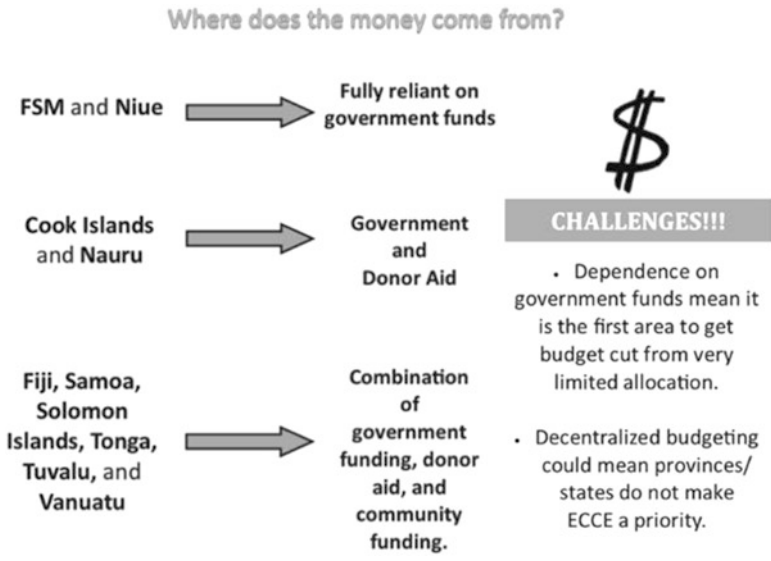 Where does the money come from?
FSM and Niue
Fully reliant on
government funds
Cook Islands
and Nauru
Government
and
Donor Aid
Fiji, Samoa,
Solomon
Islands, Tonga,
Tuvalu, and
Vanuatu
Combination
of
government
funding, donor
aid, and
community
funding.
$
CHALLENGES!!!
• Dependence on
government funds mean it
is the first area to get
budget cut from very
limited allocation.
• Decentralized budgeting
could mean provinces/
states do not make
ECCE a priority.